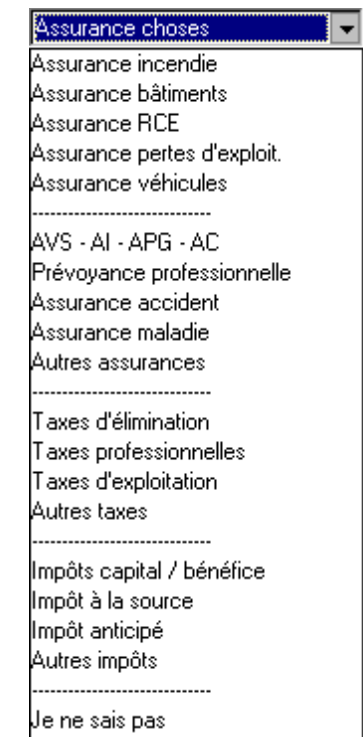 Assurance choses
Assurance incendie
Assurance bâtiments
Assurance RCE
Assurance pertes d'exploit.
Assurance véhicules
------------------------------
AVS - AI - APG - AC
Prévoyance professionnelle
Assurance accident
Assurance maladie
Autres assurances
------------------------------
Taxes d'élimination
Taxes professionnelles
Taxes d'exploitation
Autres taxes
------------------------------
Impôts capital / bénéfice
Impôt à la source
Impôt anticipé
Autres impôts
------------------------------
Je ne sais pas